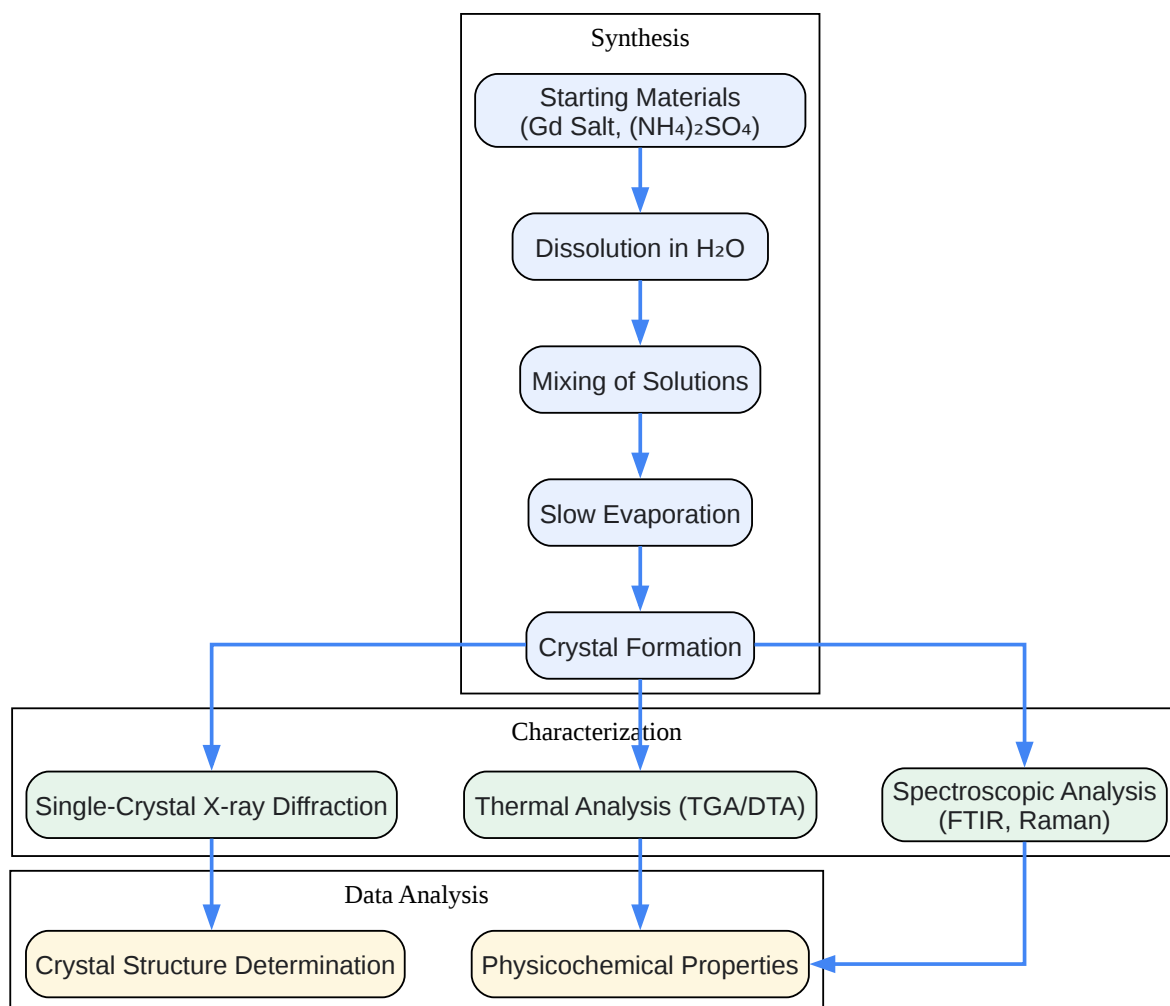 Synthesis
Starting Materials
(Gd Salt, (NH₄)₂SO₄)
Dissolution in H₂O
Mixing of Solutions
Slow Evaporation
Crystal Formation
Characterization
Single-Crystal X-ray Diffraction
Thermal Analysis (TGA/DTA)
Spectroscopic Analysis
(FTIR, Raman)
Data Analysis
Crystal Structure Determination
Physicochemical Properties